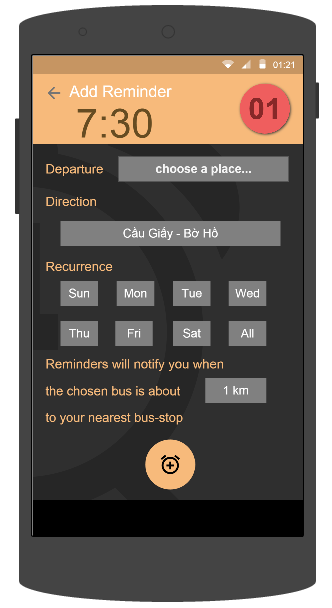 01:21
Add Reminder
7:30
01
Departure choose a place...
Direction
Cầu Giấy - Bờ Hồ
Recurrence
Sun Mon Tue Wed
Thu Fri Sat All
Reminders will notify you when
the chosen bus is about 1 km
to your nearest bus-stop